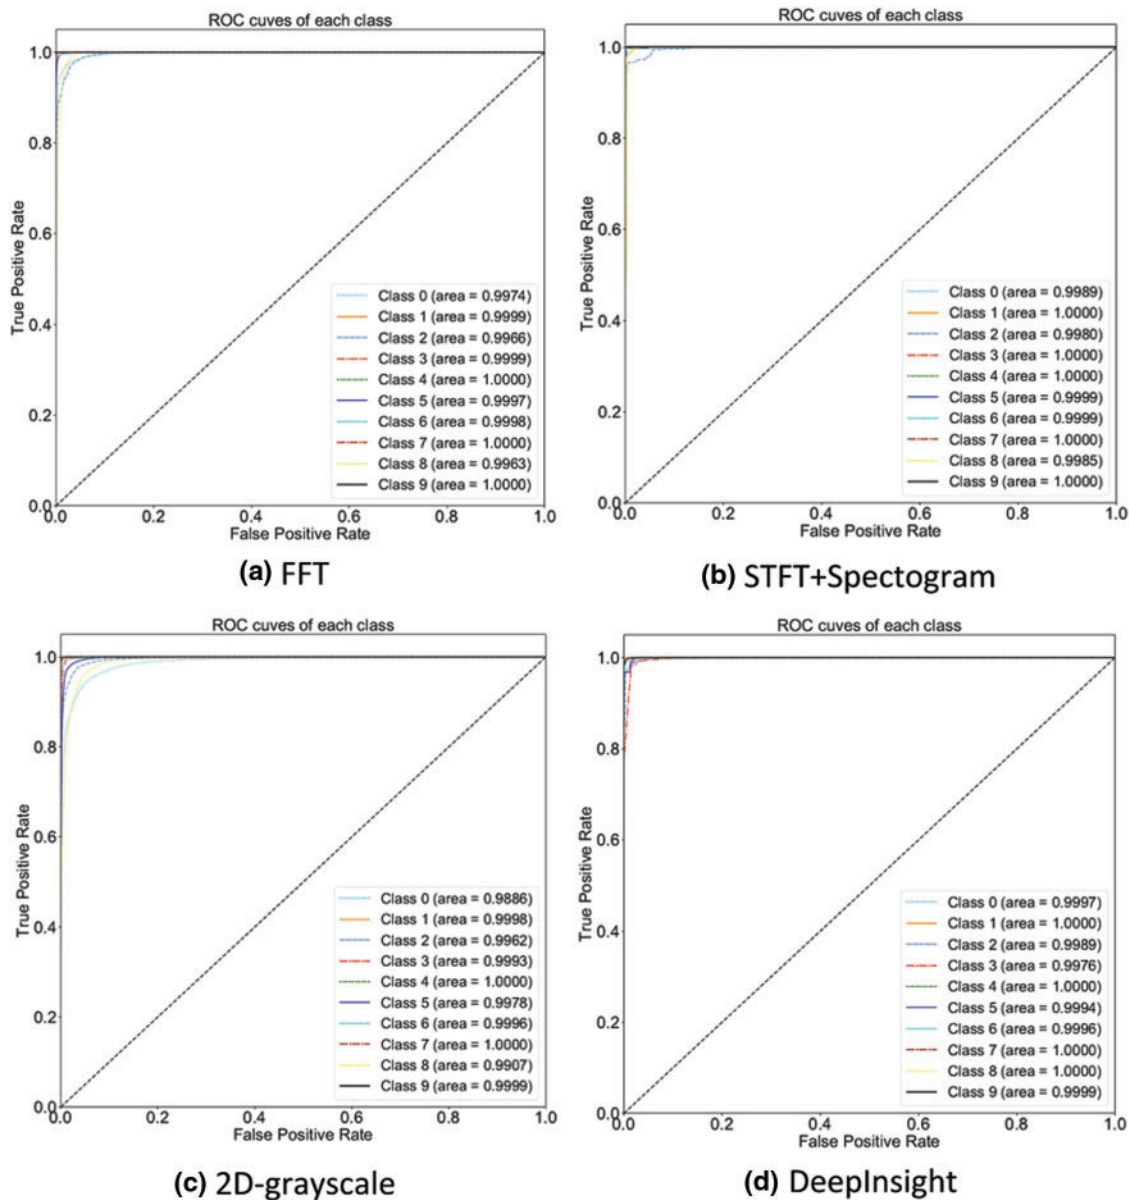 ROC cuves of each class
1.0
0.8
0.6
0.4
0.2
0.0
True Positive Rate
Class 0 (area = 0.9974)
Class 1 (area = 0.9999)
Class 2 (area = 0.9966)
Class 3 (area = 0.9999)
Class 4 (area = 1.0000)
Class 5 (area = 0.9997)
Class 6 (area = 0.9998)
Class 7 (area = 1.0000)
Class 8 (area = 0.9963)
Class 9 (area = 1.0000)
0.0 0.2 0.4 0.6 0.8 1.0
False Positive Rate
(a) FFT
ROC cuves of each class
1.0
0.8
0.6
0.4
0.2
0.0
True Positive Rate
Class 0 (area = 0.9989)
Class 1 (area = 1.0000)
Class 2 (area = 0.9980)
Class 3 (area = 1.0000)
Class 4 (area = 1.0000)
Class 5 (area = 0.9999)
Class 6 (area = 0.9999)
Class 7 (area = 1.0000)
Class 8 (area = 0.9985)
Class 9 (area = 1.0000)
0.0 0.2 0.4 0.6 0.8 1.0
False Positive Rate
(b) STFT+Spectogram
ROC cuves of each class
1.0
0.8
0.6
0.4
0.2
0.0
True Positive Rate
Class 0 (area = 0.9886)
Class 1 (area = 0.9998)
Class 2 (area = 0.9962)
Class 3 (area = 0.9993)
Class 4 (area = 1.0000)
Class 5 (area = 0.9978)
Class 6 (area = 0.9996)
Class 7 (area = 1.0000)
Class 8 (area = 0.9907)
Class 9 (area = 0.9999)
0.0 0.2 0.4 0.6 0.8 1.0
False Positive Rate
(c) 2D-grayscale
ROC cuves of each class
1.0
0.8
0.6
0.4
0.2
0.0
True Positive Rate
Class 0 (area = 0.9997)
Class 1 (area = 1.0000)
Class 2 (area = 0.9989)
Class 3 (area = 0.9976)
Class 4 (area = 1.0000)
Class 5 (area = 0.9994)
Class 6 (area = 0.9996)
Class 7 (area = 1.0000)
Class 8 (area = 1.0000)
Class 9 (area = 0.9999)
0.0 0.2 0.4 0.6 0.8 1.0
False Positive Rate
(d) DeepInsight